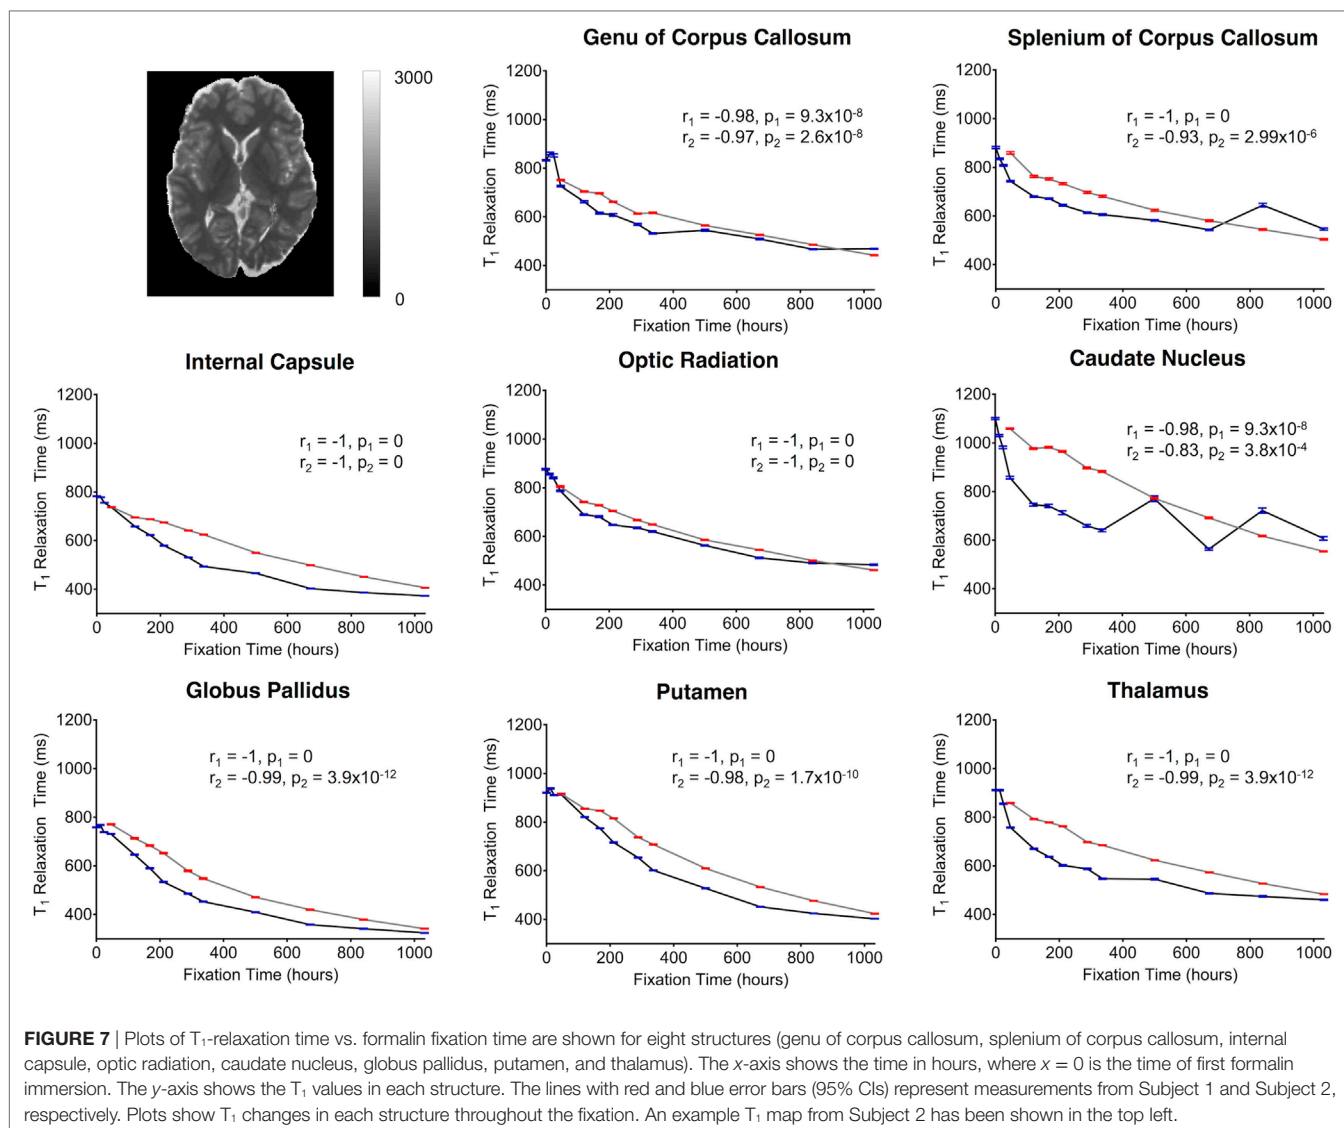 3000
0
Genu of Corpus Callosum
T₁ Relaxation Time (ms)
1200
1000
800
600
400
r₁ = -0.98, p₁ = 9.3x10⁻⁸
r₂ = -0.97, p₂ = 2.6x10⁻⁸
0 200 400 600 800 1000
Fixation Time (hours)
Splenium of Corpus Callosum
T₁ Relaxation Time (ms)
1200
1000
800
600
400
r₁ = -1, p₁ = 0
r₂ = -0.93, p₂ = 2.99x10⁻⁶
0 200 400 600 800 1000
Fixation Time (hours)
Internal Capsule
T₁ Relaxation Time (ms)
1200
1000
800
600
400
r₁ = -1, p₁ = 0
r₂ = -1, p₂ = 0
0 200 400 600 800 1000
Fixation Time (hours)
Optic Radiation
T₁ Relaxation Time (ms)
1200
1000
800
600
400
r₁ = -1, p₁ = 0
r₂ = -1, p₂ = 0
0 200 400 600 800 1000
Fixation Time (hours)
Caudate Nucleus
T₁ Relaxation Time (ms)
1200
1000
800
600
400
r₁ = -0.98, p₁ = 9.3x10⁻⁸
r₂ = -0.83, p₂ = 3.8x10⁻⁴
0 200 400 600 800 1000
Fixation Time (hours)
Globus Pallidus
T₁ Relaxation Time (ms)
1200
1000
800
600
400
r₁ = -1, p₁ = 0
r₂ = -0.99, p₂ = 3.9x10⁻¹²
0 200 400 600 800 1000
Fixation Time (hours)
Putamen
T₁ Relaxation Time (ms)
1200
1000
800
600
400
r₁ = -1, p₁ = 0
r₂ = -0.98, p₂ = 1.7x10⁻¹⁰
0 200 400 600 800 1000
Fixation Time (hours)
Thalamus
T₁ Relaxation Time (ms)
1200
1000
800
600
400
r₁ = -1, p₁ = 0
r₂ = -0.99, p₂ = 3.9x10⁻¹²
0 200 400 600 800 1000
Fixation Time (hours)
FIGURE 7 | Plots of T₁-relaxation time vs. formalin fixation time are shown for eight structures (genu of corpus callosum, splenium of corpus callosum, internal
capsule, optic radiation, caudate nucleus, globus pallidus, putamen, and thalamus). The x-axis shows the time in hours, where x = 0 is the time of first formalin
immersion. The y-axis shows the T₁ values in each structure. The lines with red and blue error bars (95% CIs) represent measurements from Subject 1 and Subject 2,
respectively. Plots show T₁ changes in each structure throughout the fixation. An example T₁ map from Subject 2 has been shown in the top left.